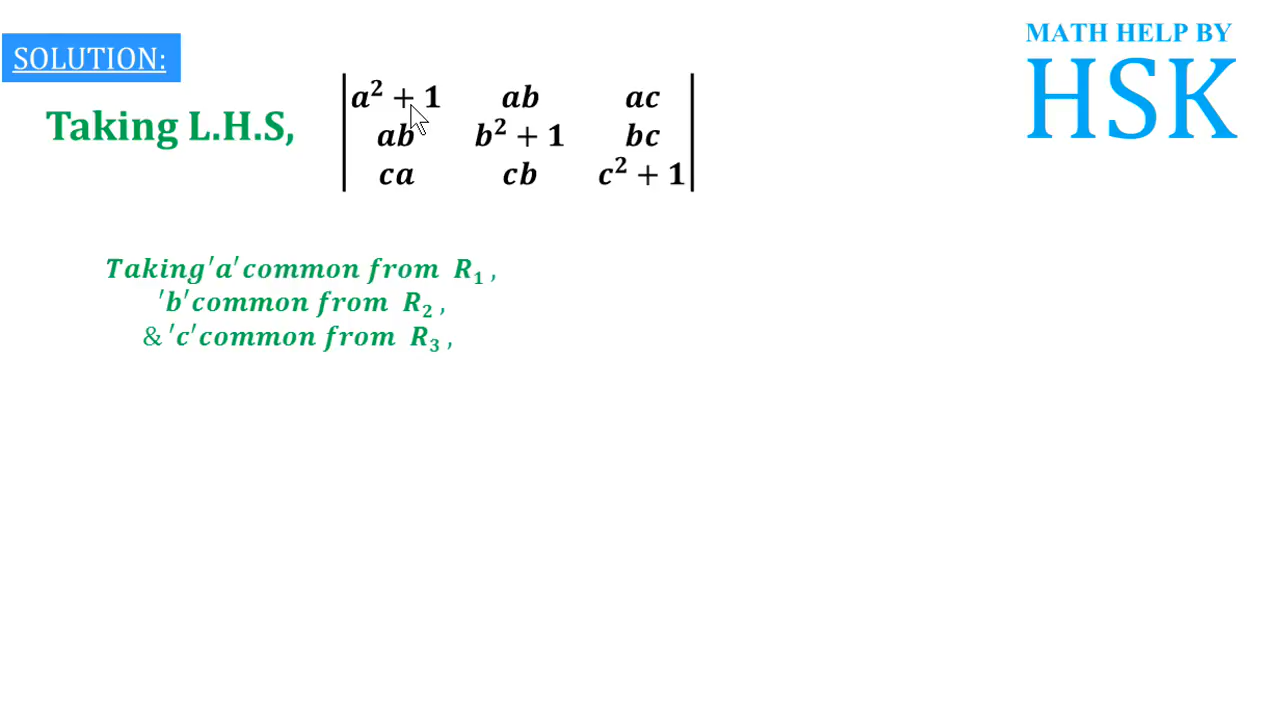 SOLUTION:
MATH HELP BY
HSK
Taking L.H.S,
|a² + 1 ab ac|
|ab b² + 1 bc|
|ca cb c² + 1|
Taking ′a′ common from R₁ ,
′b′ common from R₂ ,
& ′c′ common from R₃ ,